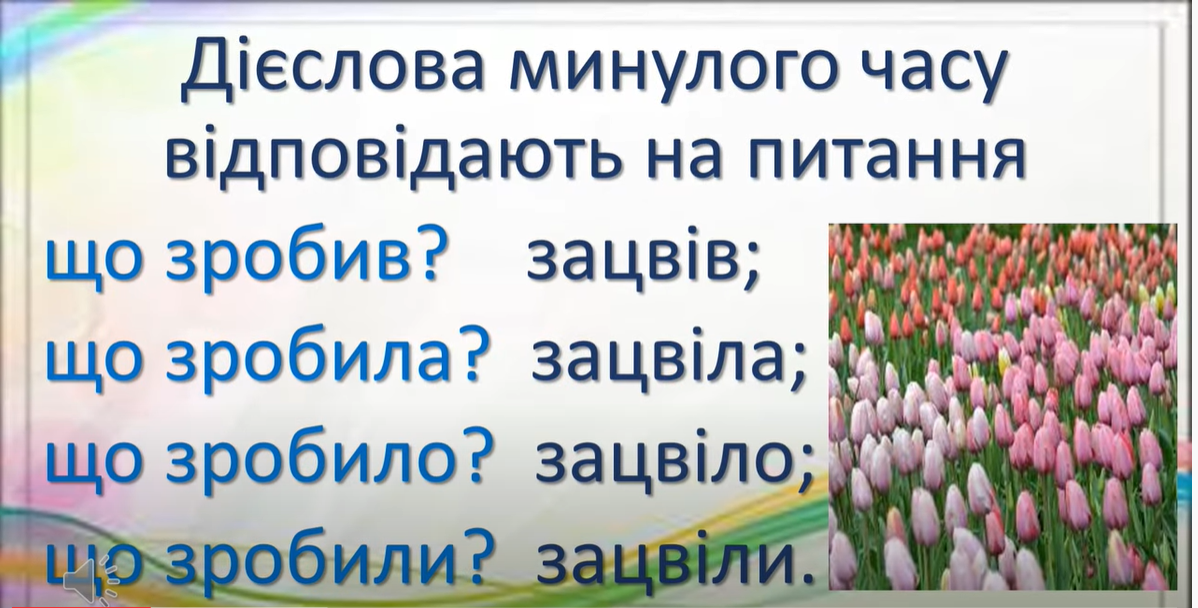 Дієслова минулого часу
відповідають на питання
що зробив? зацвів;
що зробила? зацвіла;
що зробило? зацвіло;
що зробили? зацвіли.